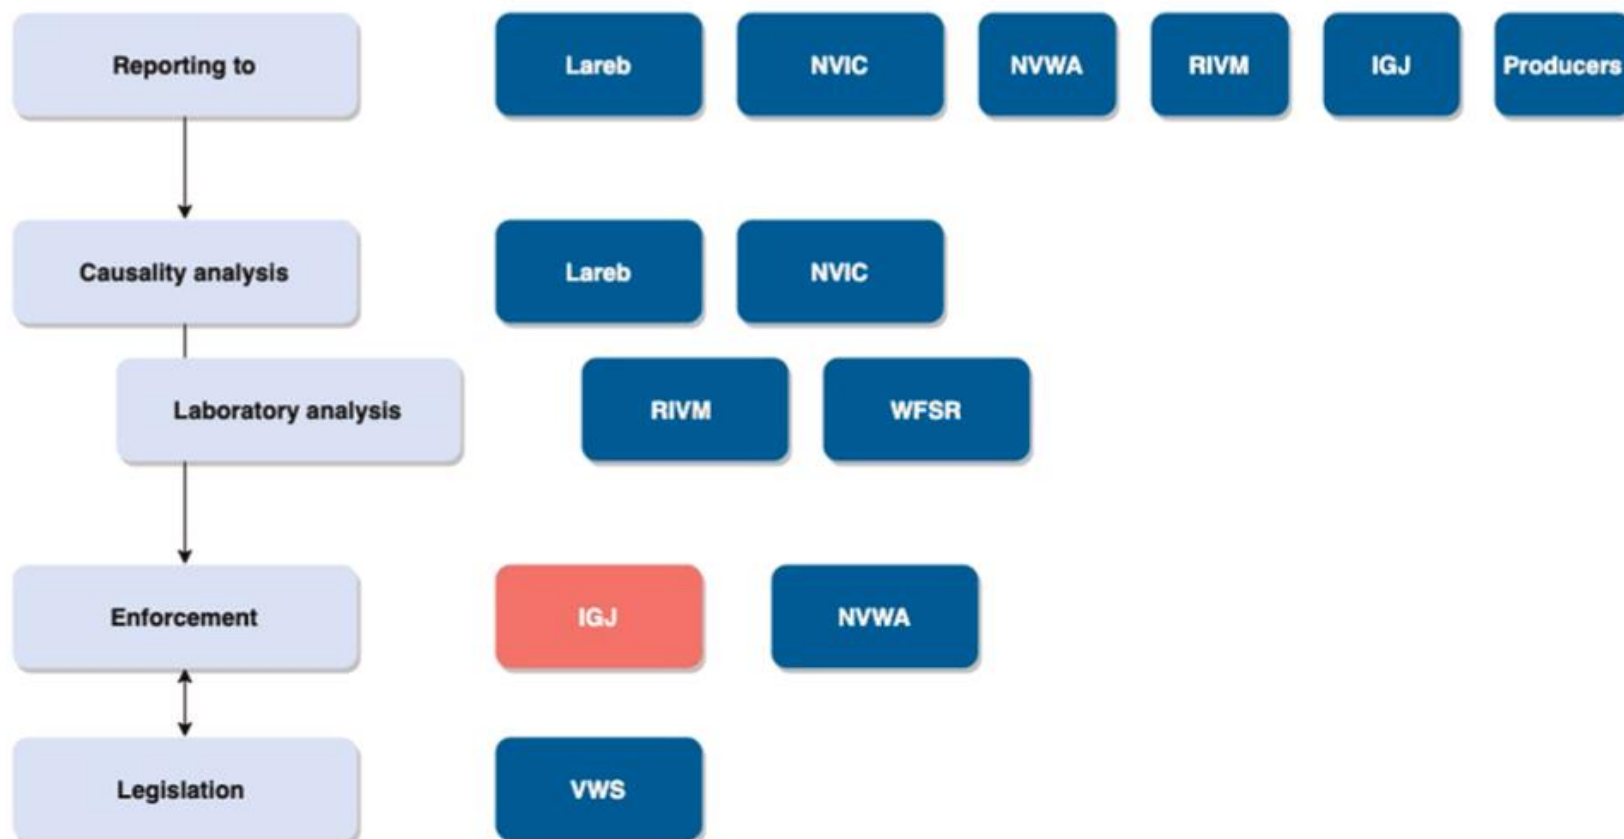 Reporting to Lareb NVIC NVWA RIVM IGJ Producers
Causality analysis Lareb NVIC
Laboratory analysis RIVM WFSR
Enforcement IGJ NVWA
Legislation VWS